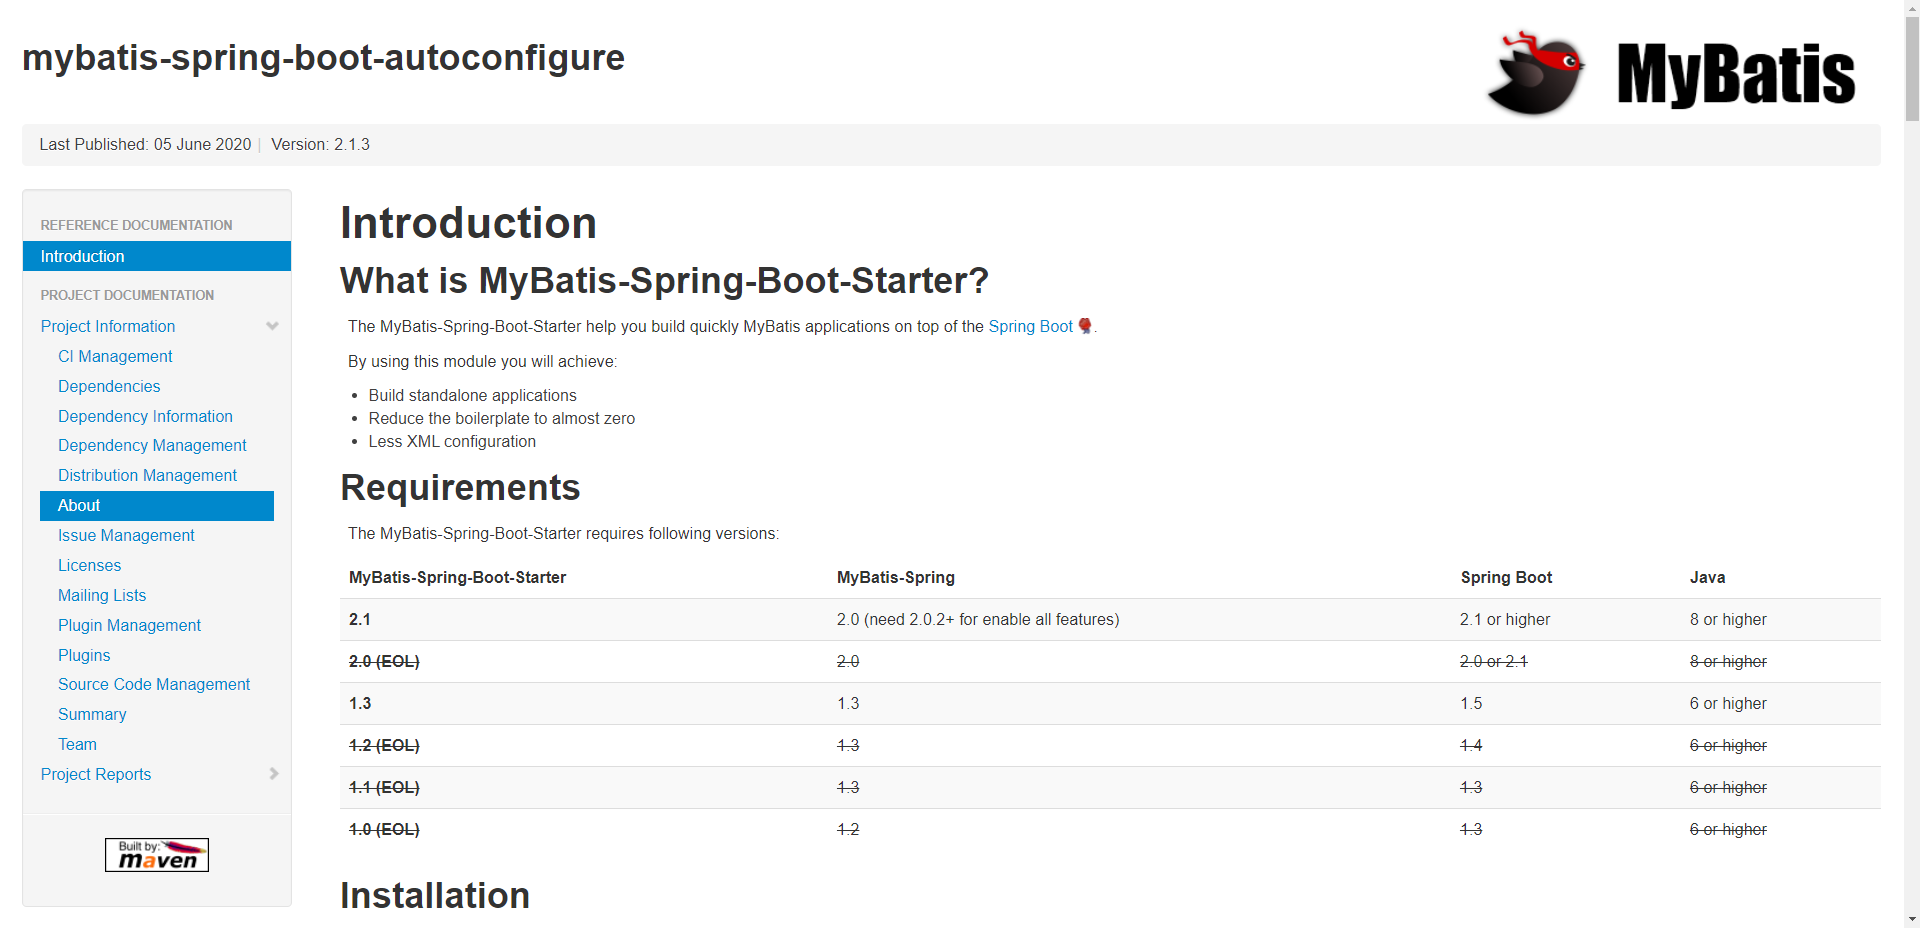 mybatis-spring-boot-autoconfigure
MyBatis
Last Published: 05 June 2020 | Version: 2.1.3
REFERENCE DOCUMENTATION
Introduction
PROJECT DOCUMENTATION
Project Information
CI Management
Dependencies
Dependency Information
Dependency Management
Distribution Management
About
Issue Management
Licenses
Mailing Lists
Plugin Management
Plugins
Source Code Management
Summary
Team
Project Reports
Built by:
maven
Introduction
What is MyBatis-Spring-Boot-Starter?
The MyBatis-Spring-Boot-Starter help you build quickly MyBatis applications on top of the Spring Boot .
By using this module you will achieve:
• Build standalone applications
• Reduce the boilerplate to almost zero
• Less XML configuration
Requirements
The MyBatis-Spring-Boot-Starter requires following versions:
MyBatis-Spring-Boot-Starter MyBatis-Spring Spring Boot Java
2.1 2.0 (need 2.0.2+ for enable all features) 2.1 or higher 8 or higher
2.0 (EOL) 2.0 2.0 or 2.1 8 or higher
1.3 1.3 1.5 6 or higher
1.2 (EOL) 1.3 1.4 6 or higher
1.1 (EOL) 1.3 1.3 6 or higher
1.0 (EOL) 1.2 1.3 6 or higher
Installation